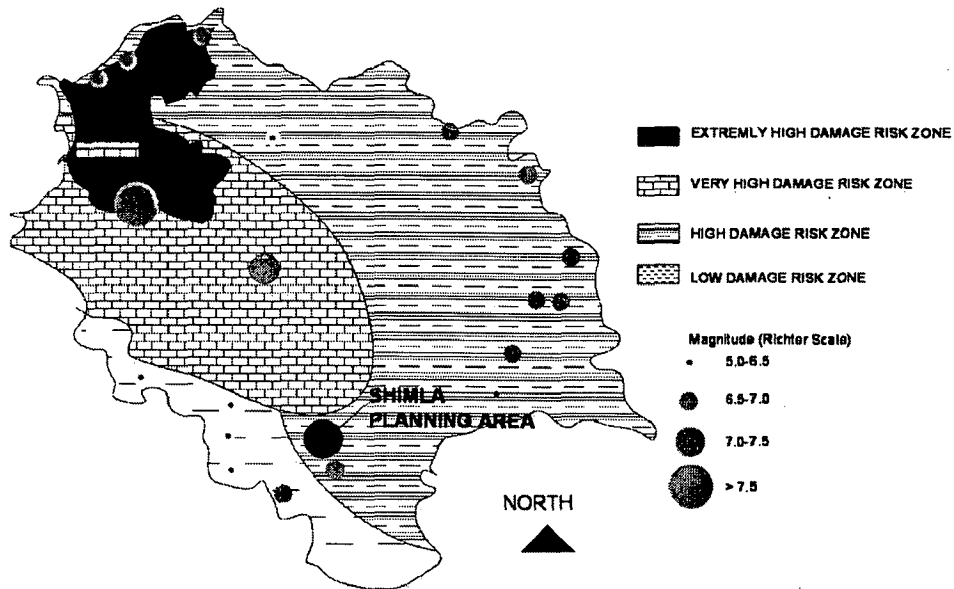 EXTREMLY HIGH DAMAGE RISK ZONE
VERY HIGH DAMAGE RISK ZONE
HIGH DAMAGE RISK ZONE
LOW DAMAGE RISK ZONE
Magnitude (Richter Scale)
5.0-6.5
6.5-7.0
7.0-7.5
> 7.5
SHIMLA
PLANNING AREA
NORTH